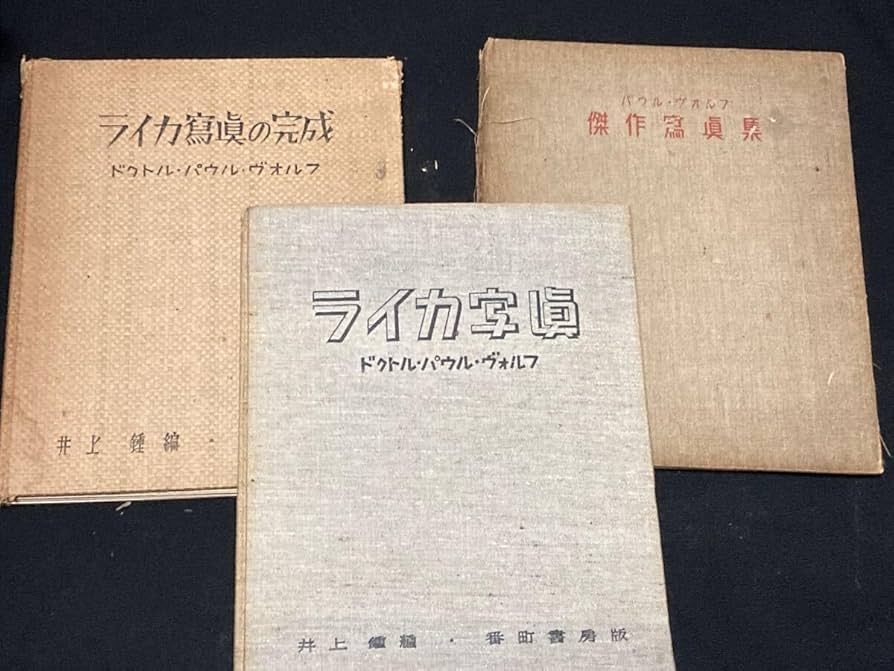 ライカ寫眞の完成
ドクトル・パウル・ヴオルフ
井上 鍾編 ・
パウル・ヴォルフ
傑作寫眞集
ライカ写眞
ドクトル・パウル・ヴォルフ
井上 鍾編 ・ 番町書房版